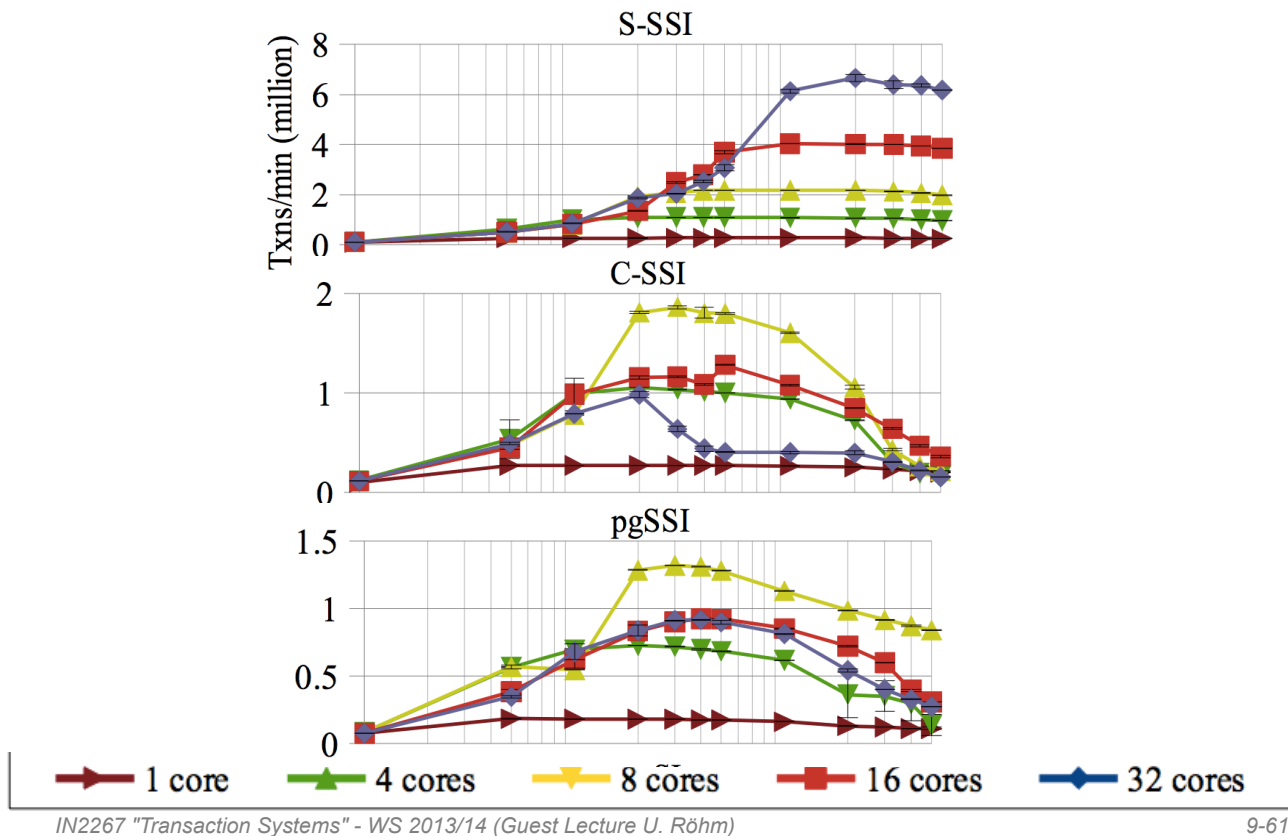 S-SSI
Txns/min (million)
8
6
4
2
0
C-SSI
2
1
0
pgSSI
1.5
1
0.5
0
1 core 4 cores 8 cores 16 cores 32 cores
IN2267 "Transaction Systems" - WS 2013/14 (Guest Lecture U. Röhm) 9-61